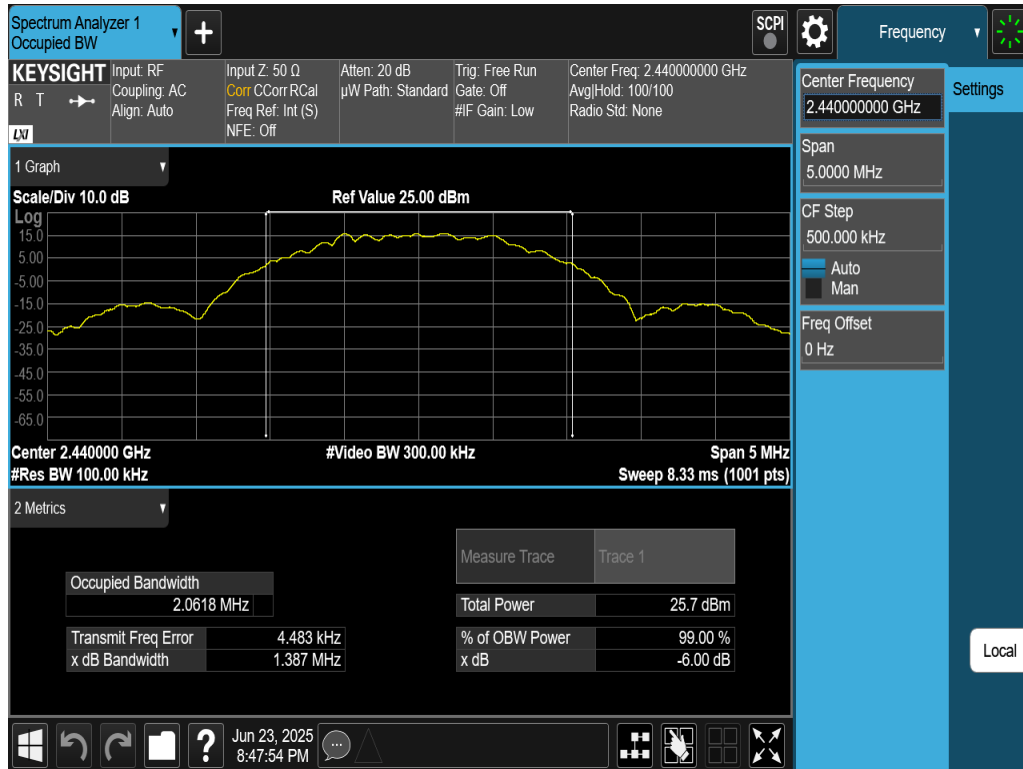 Spectrum Analyzer 1
Occupied BW
+
SCPI
Frequency
KEYSIGHT
R T
LXI
Input: RF
Coupling: AC
Align: Auto
Input Z: 50 Ω
Corr CCorr RCal
Freq Ref: Int (S)
NFE: Off
Atten: 20 dB
µW Path: Standard
Trig: Free Run
Gate: Off
#IF Gain: Low
Center Freq: 2.440000000 GHz
Avg|Hold: 100/100
Radio Std: None
1 Graph
Scale/Div 10.0 dB
Ref Value 25.00 dBm
Log
15.0
5.00
-5.00
-15.0
-25.0
-35.0
-45.0
-55.0
-65.0
Center 2.440000 GHz
#Video BW 300.00 kHz
Span 5 MHz
#Res BW 100.00 kHz
Sweep 8.33 ms (1001 pts)
2 Metrics
Measure Trace Trace 1
Occupied Bandwidth
2.0618 MHz
Total Power 25.7 dBm
Transmit Freq Error 4.483 kHz
% of OBW Power 99.00 %
x dB Bandwidth 1.387 MHz
x dB -6.00 dB
Center Frequency
2.440000000 GHz
Settings
Span
5.0000 MHz
CF Step
500.000 kHz
Auto
Man
Freq Offset
0 Hz
Local
?
Jun 23, 2025
8:47:54 PM